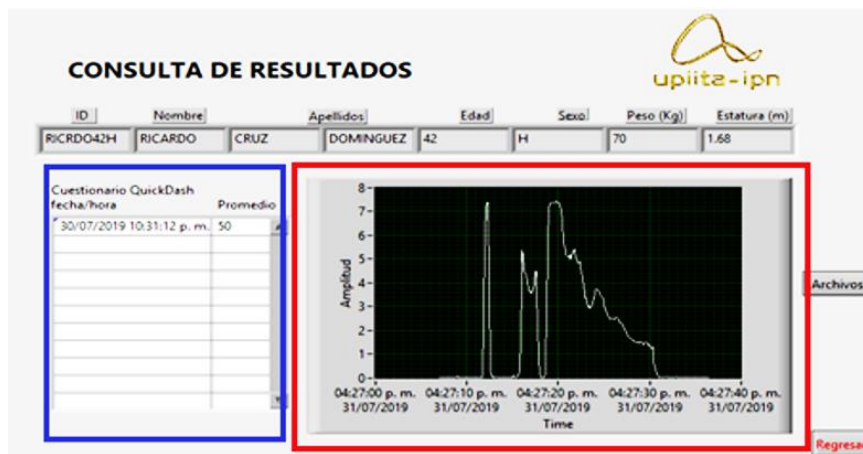 upiita-ipn
CONSULTA DE RESULTADOS
ID Nombre Apellidos Edad Sexo Peso (Kg) Estatura (m)
RICRDO42H RICARDO CRUZ DOMINGUEZ 42 H 70 1.68
Cuestionario QuickDash
fecha/hora Promedio
30/07/2019 10:31:12 p. m. 50
8
7
6
5
4
3
2
1
0
Amplitud
04:27:00 p. m. 04:27:10 p. m. 04:27:20 p. m. 04:27:30 p. m. 04:27:40 p. m.
31/07/2019 31/07/2019 31/07/2019 31/07/2019 31/07/2019
Time
Archivos
Regresar